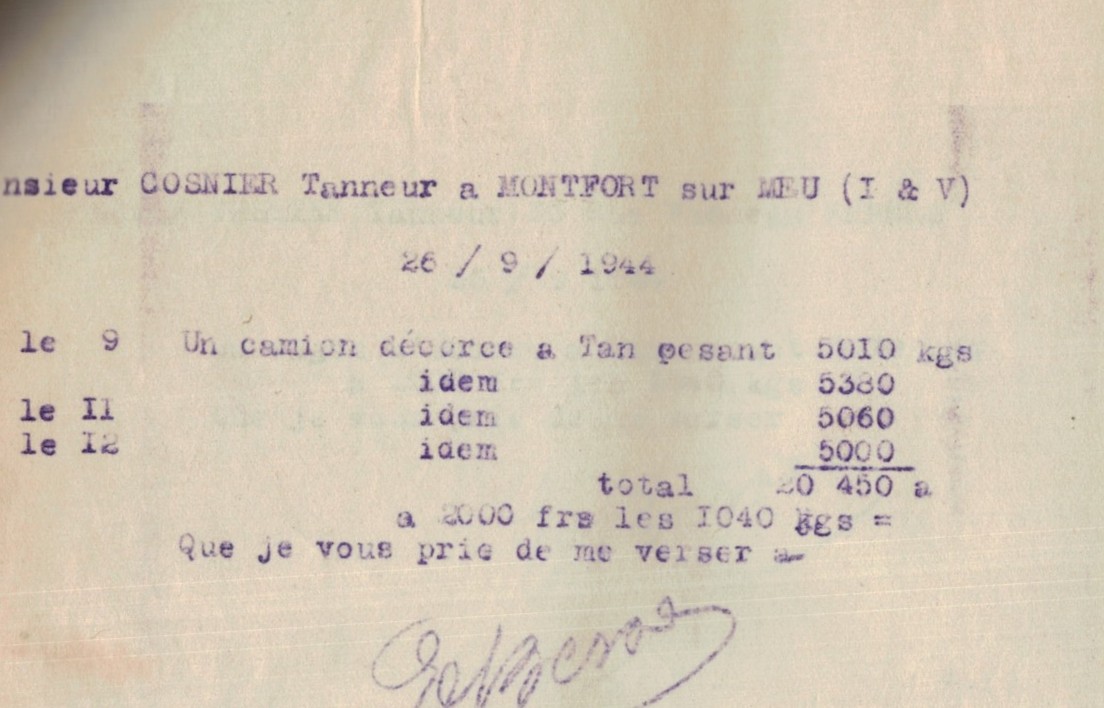 nsieur COSNIER Tanneur a MONTFORT sur MEU (I & V)
26 / 9 / 1944
le 9 Un camion décorce a Tan pesant 5010 kgs
idem 5380
le I1 idem 5060
le I2 idem 5000
total 20 450 a
a 2000 frs les I040 kgs =
Que je vous prie de me verser a